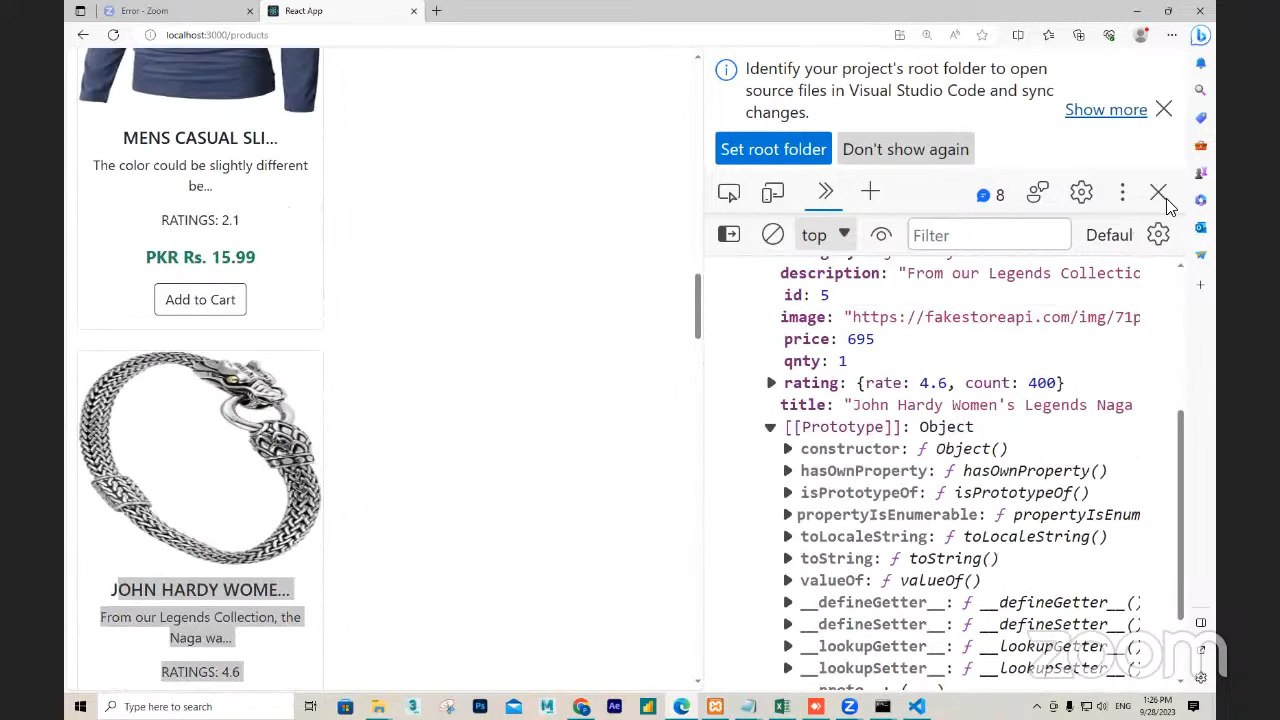 Error - Zoom
React App
localhost:3000/products
MENS CASUAL SLI...
The color could be slightly different
be...
RATINGS: 2.1
PKR Rs. 15.99
Add to Cart
JOHN HARDY WOME...
From our Legends Collection, the
Naga wa...
RATINGS: 4.6
Identify your project's root folder to open
source files in Visual Studio Code and sync
changes.
Show more
Set root folder
Don't show again
8
top
Filter
Defaul
description: "From our Legends Collectio
id: 5
image: "https://fakestoreapi.com/img/71p
price: 695
qnty: 1
rating: {rate: 4.6, count: 400}
title: "John Hardy Women's Legends Naga
[[Prototype]]: Object
constructor: ƒ Object()
hasOwnProperty: ƒ hasOwnProperty()
isPrototypeOf: ƒ isPrototypeOf()
propertyIsEnumerable: ƒ propertyIsEnum
toLocaleString: ƒ toLocaleString()
toString: ƒ toString()
valueOf: ƒ valueOf()
__defineGetter__: ƒ __defineGetter__()
__defineSetter__: ƒ __defineSetter__()
__lookupGetter__: ƒ __lookupGetter__()
__lookupSetter__: ƒ __lookupSetter__()
zoom
Type here to search
ENG
1:26 PM
9/28/2023